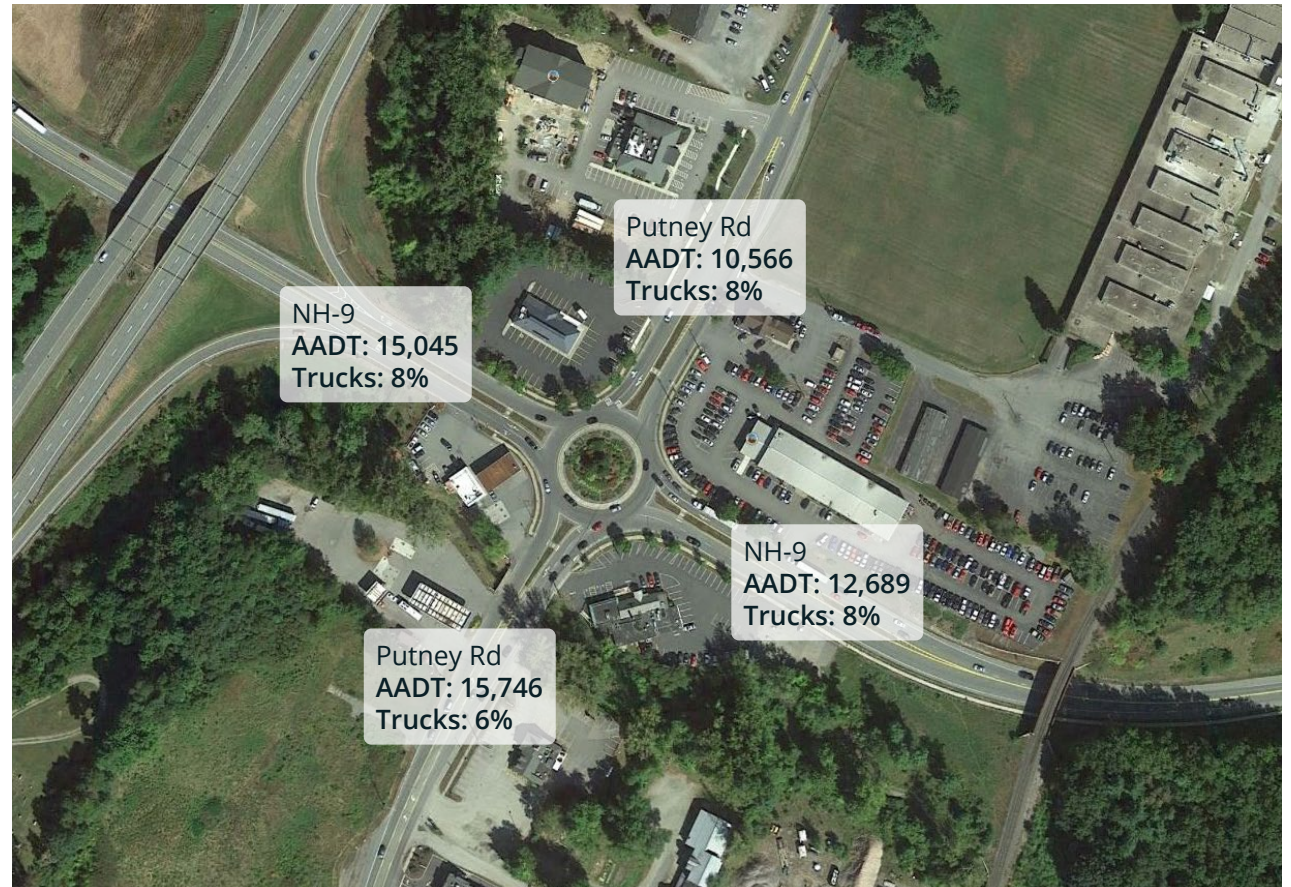 Putney Rd
AADT: 10,566
Trucks: 8%
NH-9
AADT: 15,045
Trucks: 8%
NH-9
AADT: 12,689
Trucks: 8%
Putney Rd
AADT: 15,746
Trucks: 6%